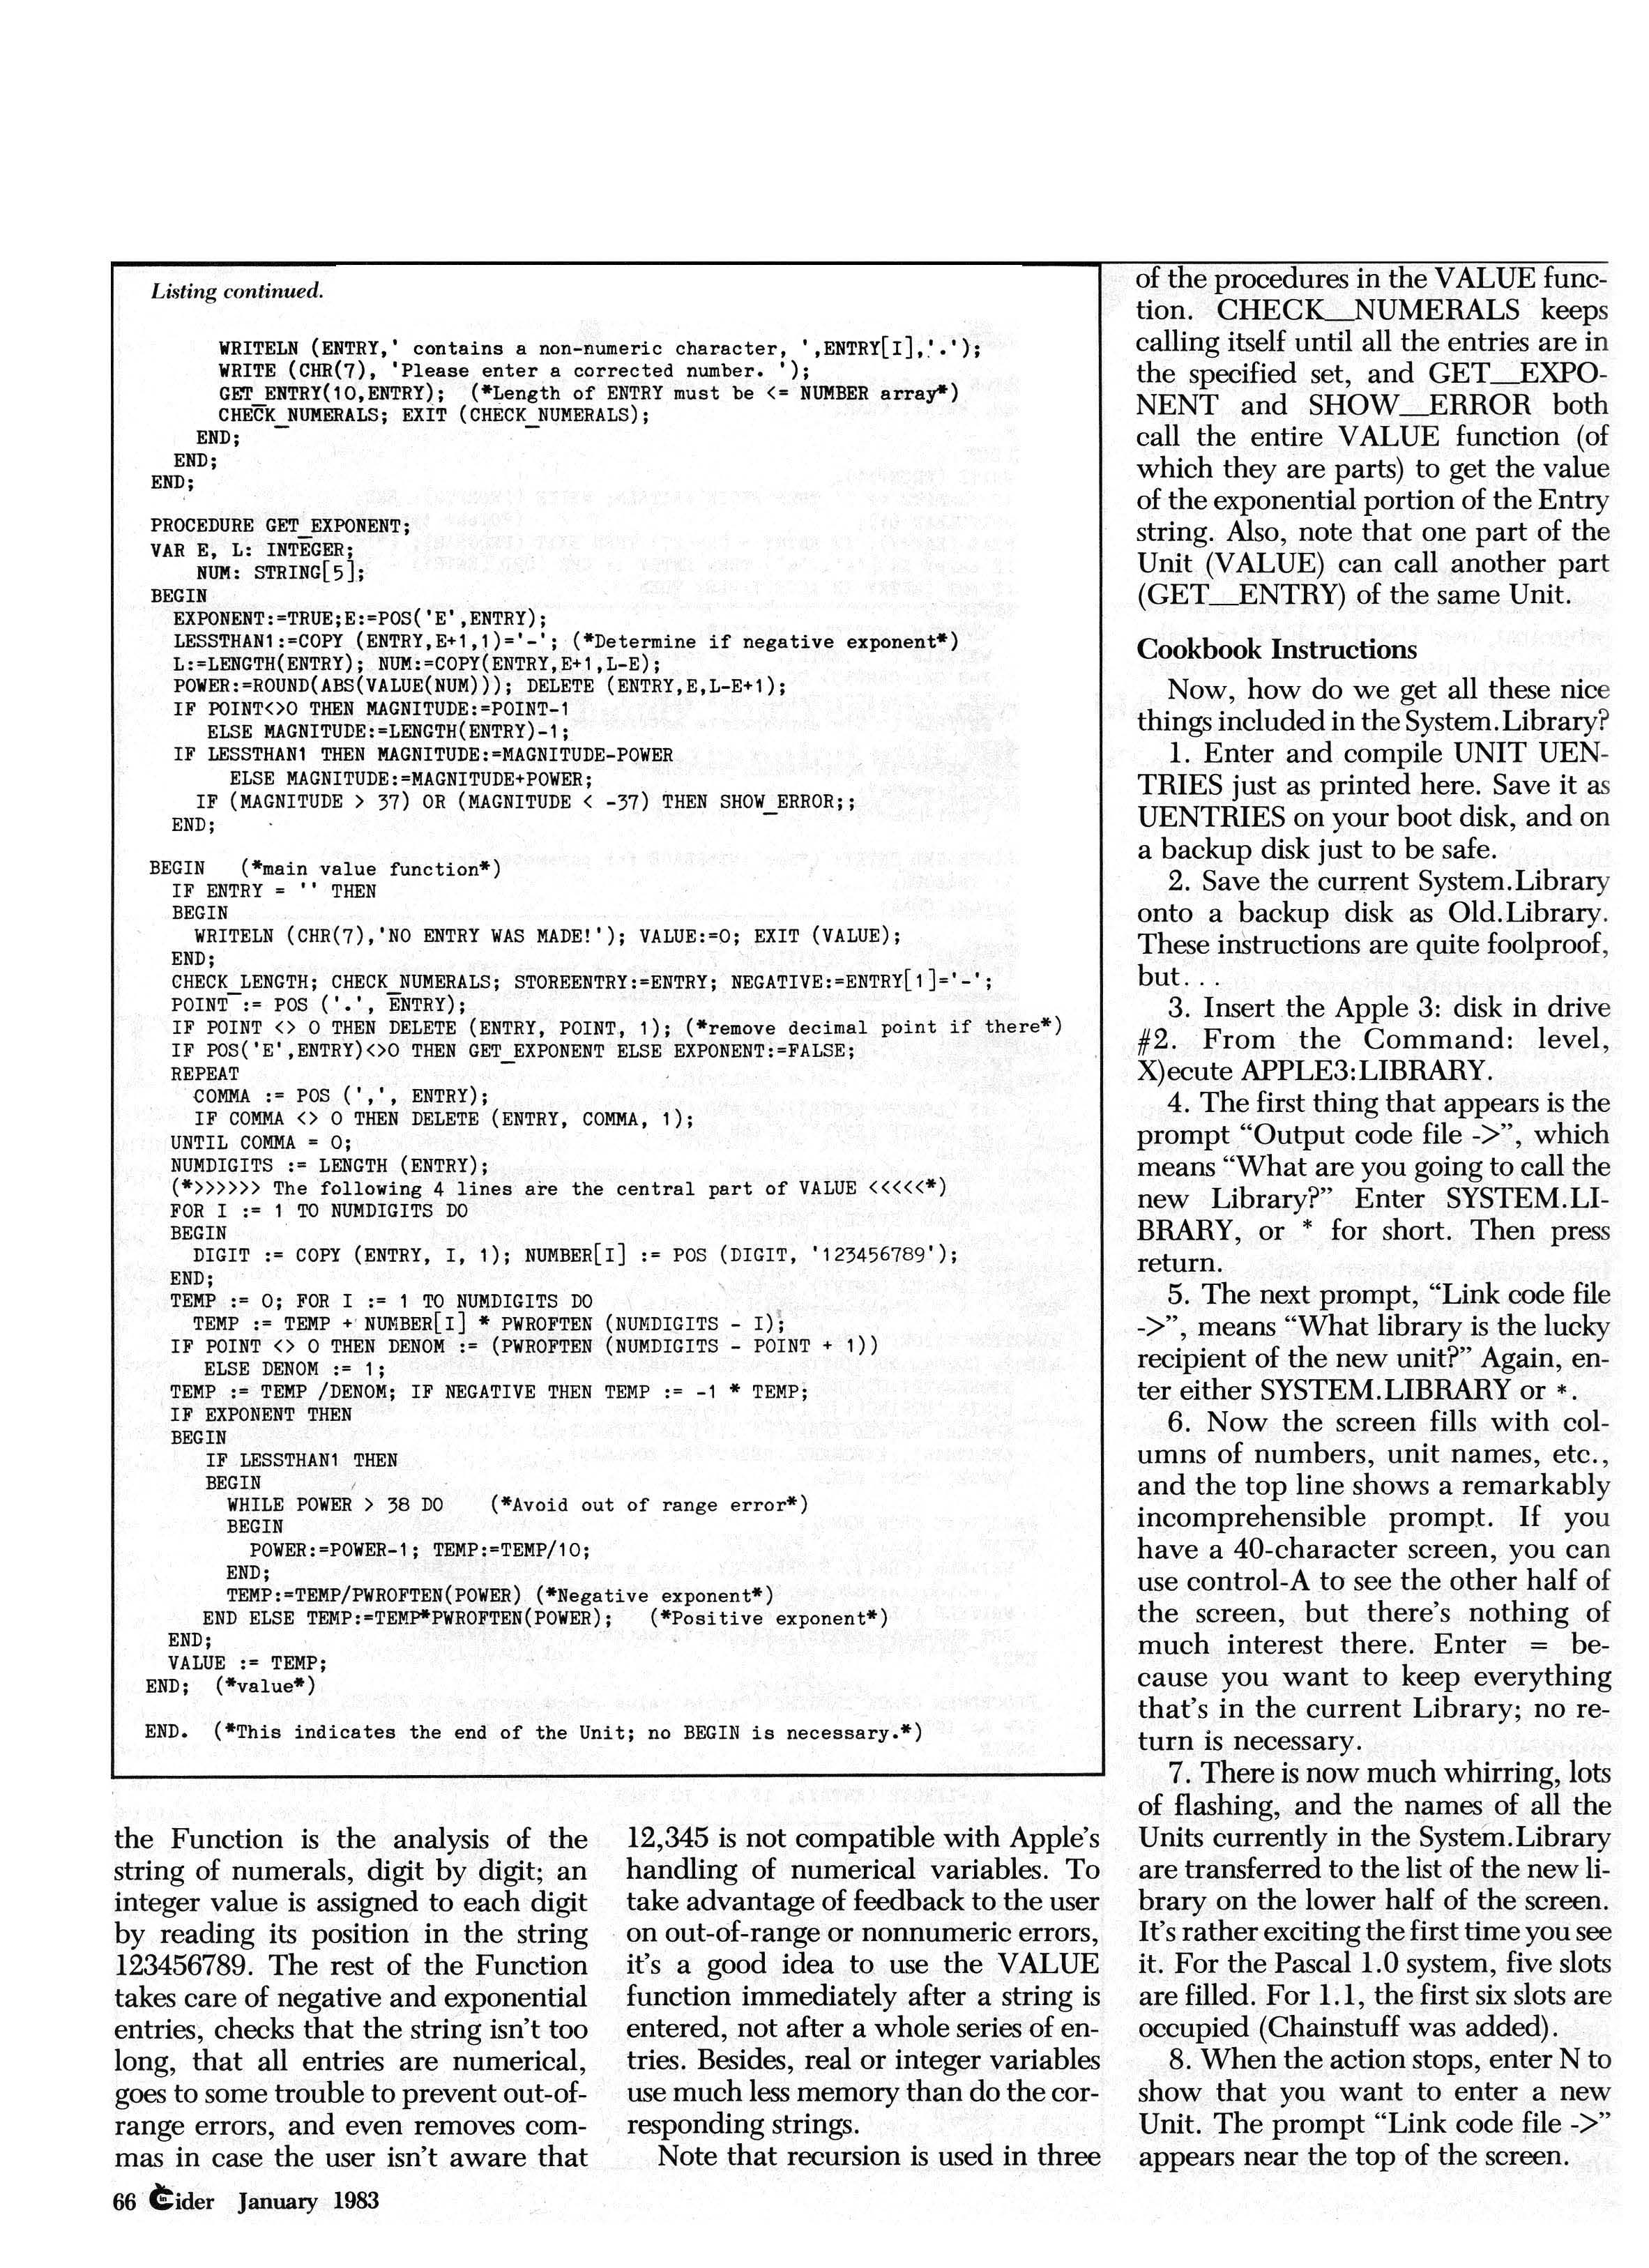 Listing continued.
WRITELN (ENTRY,' contains a non-numeric character, ',ENTRY[I],'.');
WRITE (CHR(7), 'Please enter a corrected number. ');
GET_ENTRY(10,ENTRY); (*Length of ENTRY must be <= NUMBER array*)
CHECK_NUMERALS; EXIT (CHECK_NUMERALS);
END;
END;
END;
PROCEDURE GET_EXPONENT;
VAR E, L: INTEGER;
NUM: STRING[5];
BEGIN
EXPONENT:=TRUE;E:=POS('E',ENTRY);
LESSTHAN1:=COPY (ENTRY,E+1,1)='-'; (*Determine if negative exponent*)
L:=LENGTH(ENTRY); NUM:=COPY(ENTRY,E+1,L-E);
POWER:=ROUND(ABS(VALUE(NUM))); DELETE (ENTRY,E,L-E+1);
IF POINT<>0 THEN MAGNITUDE:=POINT-1
ELSE MAGNITUDE:=LENGTH(ENTRY)-1;
IF LESSTHAN1 THEN MAGNITUDE:=MAGNITUDE-POWER
ELSE MAGNITUDE:=MAGNITUDE+POWER;
IF (MAGNITUDE > 37) OR (MAGNITUDE < -37) THEN SHOW_ERROR;;
END;
BEGIN (*main value function*)
IF ENTRY = '' THEN
BEGIN
WRITELN (CHR(7),'NO ENTRY WAS MADE!'); VALUE:=0; EXIT (VALUE);
END;
CHECK_LENGTH; CHECK_NUMERALS; STOREENTRY:=ENTRY; NEGATIVE:=ENTRY[1]='-';
POINT := POS ('.', ENTRY);
IF POINT <> 0 THEN DELETE (ENTRY, POINT, 1); (*remove decimal point if there*)
IF POS('E',ENTRY)<>0 THEN GET_EXPONENT ELSE EXPONENT:=FALSE;
REPEAT
COMMA := POS (',', ENTRY);
IF COMMA <> 0 THEN DELETE (ENTRY, COMMA, 1);
UNTIL COMMA = 0;
NUMDIGITS := LENGTH (ENTRY);
(*>>>>>> The following 4 lines are the central part of VALUE <<<<<*)
FOR I := 1 TO NUMDIGITS DO
BEGIN
DIGIT := COPY (ENTRY, I, 1); NUMBER[I] := POS (DIGIT, '123456789');
END;
TEMP := 0; FOR I := 1 TO NUMDIGITS DO
TEMP := TEMP + NUMBER[I] * PWROFTEN (NUMDIGITS - I);
IF POINT <> 0 THEN DENOM := (PWROFTEN (NUMDIGITS - POINT + 1))
ELSE DENOM := 1;
TEMP := TEMP /DENOM; IF NEGATIVE THEN TEMP := -1 * TEMP;
IF EXPONENT THEN
BEGIN
IF LESSTHAN1 THEN
BEGIN
WHILE POWER > 38 DO (*Avoid out of range error*)
BEGIN
POWER:=POWER-1; TEMP:=TEMP/10;
END;
TEMP:=TEMP/PWROFTEN(POWER) (*Negative exponent*)
END ELSE TEMP:=TEMP*PWROFTEN(POWER); (*Positive exponent*)
END;
VALUE := TEMP;
END; (*value*)
END. (*This indicates the end of the Unit; no BEGIN is necessary.*)
the Function is the analysis of the
string of numerals, digit by digit; an
integer value is assigned to each digit
by reading its position in the string
123456789. The rest of the Function
takes care of negative and exponential
entries, checks that the string isn't too
long, that all entries are numerical,
goes to some trouble to prevent out-of-
range errors, and even removes com-
mas in case the user isn't aware that
12,345 is not compatible with Apple's
handling of numerical variables. To
take advantage of feedback to the user
on out-of-range or nonnumeric errors,
it's a good idea to use the VALUE
function immediately after a string is
entered, not after a whole series of en-
tries. Besides, real or integer variables
use much less memory than do the cor-
responding strings.
Note that recursion is used in three
of the procedures in the VALUE func-
tion. CHECK__NUMERALS keeps
calling itself until all the entries are in
the specified set, and GET__EXPO-
NENT and SHOW__ERROR both
call the entire VALUE function (of
which they are parts) to get the value
of the exponential portion of the Entry
string. Also, note that one part of the
Unit (VALUE) can call another part
(GET__ENTRY) of the same Unit.
Cookbook Instructions
Now, how do we get all these nice
things included in the System.Library?
1. Enter and compile UNIT UEN-
TRIES just as printed here. Save it as
UENTRIES on your boot disk, and on
a backup disk just to be safe.
2. Save the current System.Library
onto a backup disk as Old.Library.
These instructions are quite foolproof,
but. . .
3. Insert the Apple 3: disk in drive
#2. From the Command: level,
X)ecute APPLE3:LIBRARY.
4. The first thing that appears is the
prompt “Output code file ->”, which
means “What are you going to call the
new Library?” Enter SYSTEM.LI-
BRARY, or * for short. Then press
return.
5. The next prompt, “Link code file
->”, means “What library is the lucky
recipient of the new unit?” Again, en-
ter either SYSTEM.LIBRARY or *.
6. Now the screen fills with col-
umns of numbers, unit names, etc.,
and the top line shows a remarkably
incomprehensible prompt. If you
have a 40-character screen, you can
use control-A to see the other half of
the screen, but there's nothing of
much interest there. Enter = be-
cause you want to keep everything
that's in the current Library; no re-
turn is necessary.
7. There is now much whirring, lots
of flashing, and the names of all the
Units currently in the System.Library
are transferred to the list of the new li-
brary on the lower half of the screen.
It's rather exciting the first time you see
it. For the Pascal 1.0 system, five slots
are filled. For 1.1, the first six slots are
occupied (Chainstuff was added).
8. When the action stops, enter N to
show that you want to enter a new
Unit. The prompt “Link code file ->”
appears near the top of the screen.
66 inCider January 1983